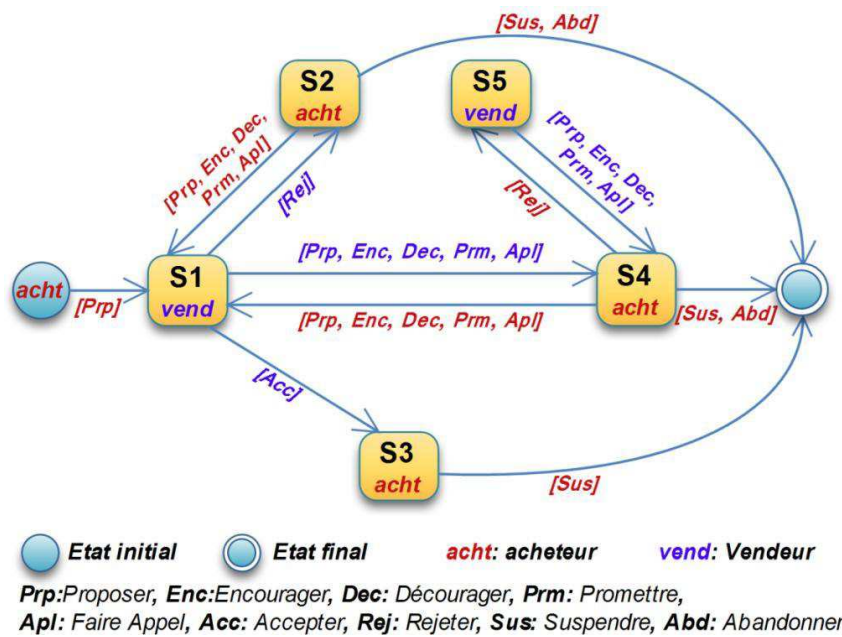 [Sus, Abd]
S2
acht
S5
vend
[Prp, Enc, Dec,
Prm, Apl]
[Rej]
[Rej]
[Prp, Enc, Dec,
Prm, Apl]
acht
[Prp]
S1
vend
[Prp, Enc, Dec, Prm, Apl]
[Prp, Enc, Dec, Prm, Apl]
S4
acht
[Sus, Abd]
[Acc]
S3
acht
[Sus]
Etat initial
Etat final
acht: acheteur
vend: Vendeur
Prp:Proposer, Enc:Encourager, Dec: Décourager, Prm: Promettre,
Apl: Faire Appel, Acc: Accepter, Rej: Rejeter, Sus: Suspendre, Abd: Abandonner